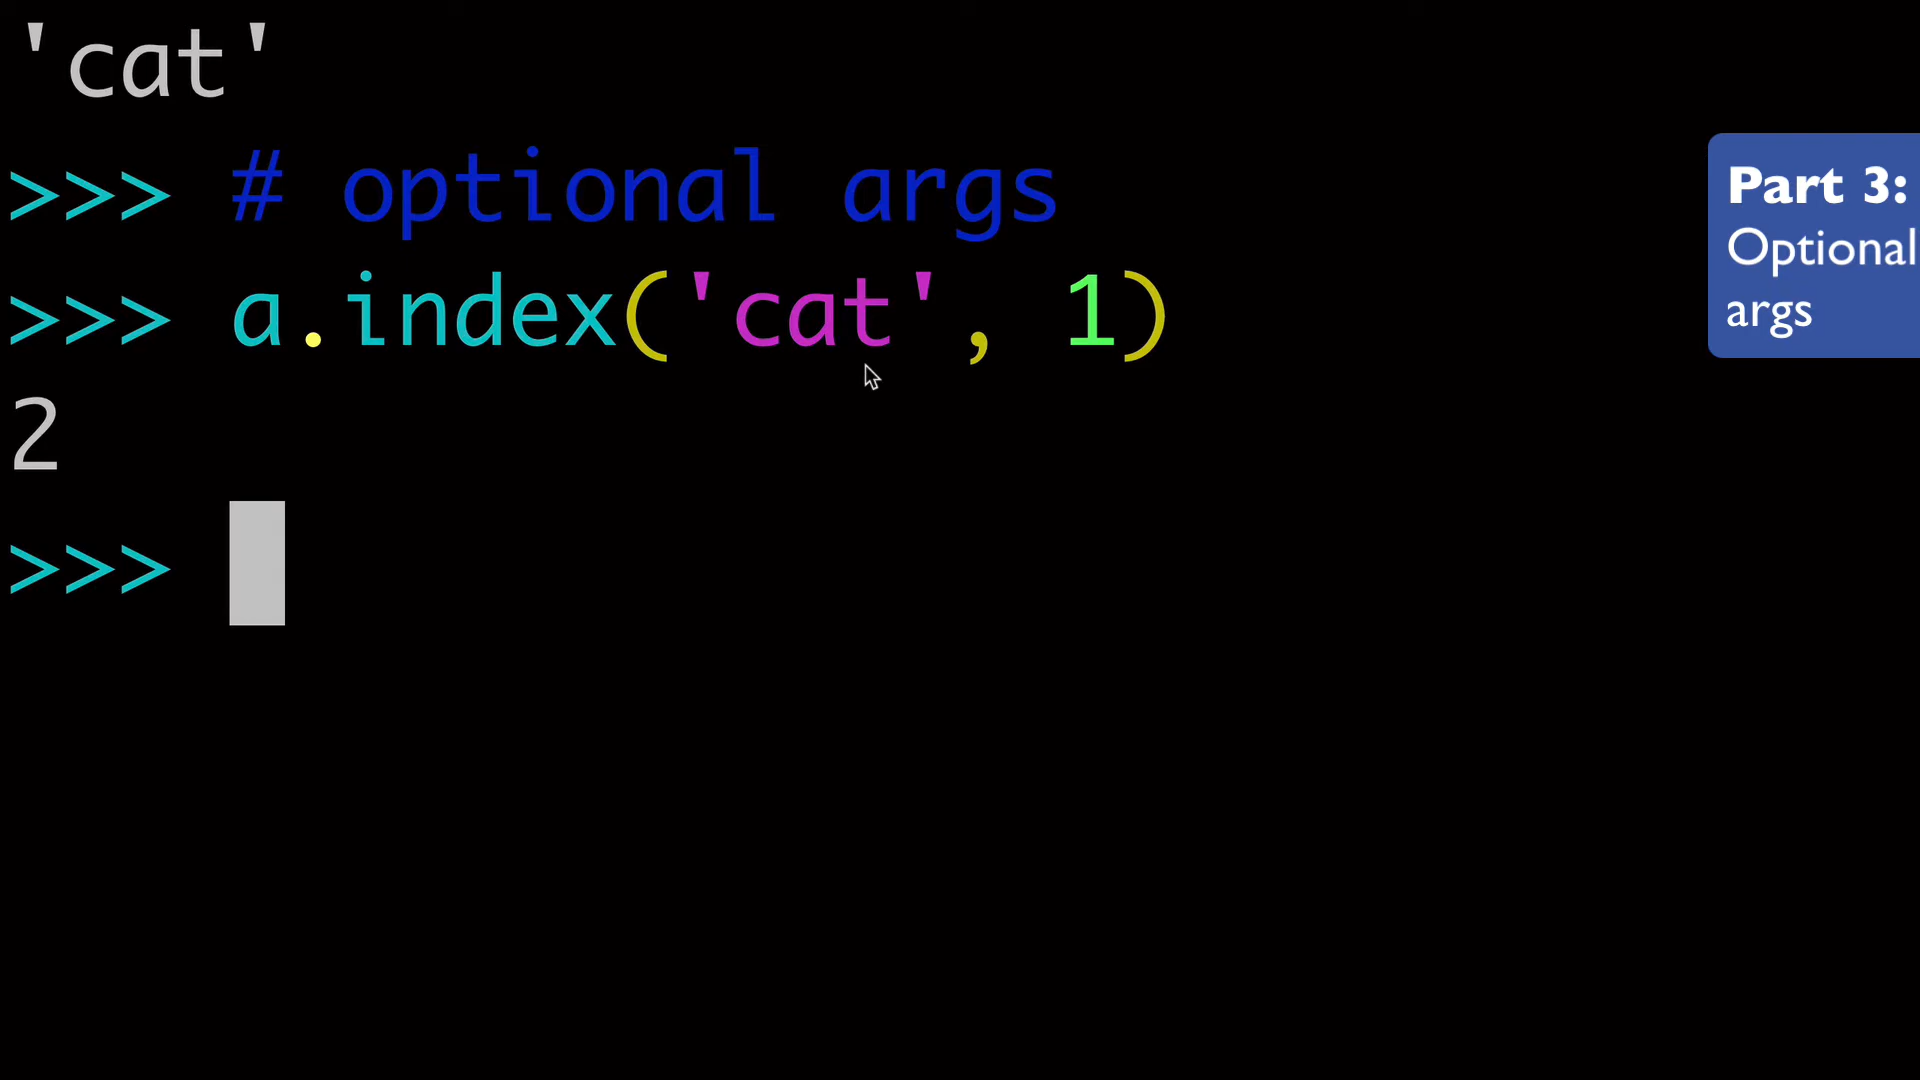 'cat'
>>> # optional args
>>> a.index('cat', 1)
2
>>>
Part 3:
Optional
args